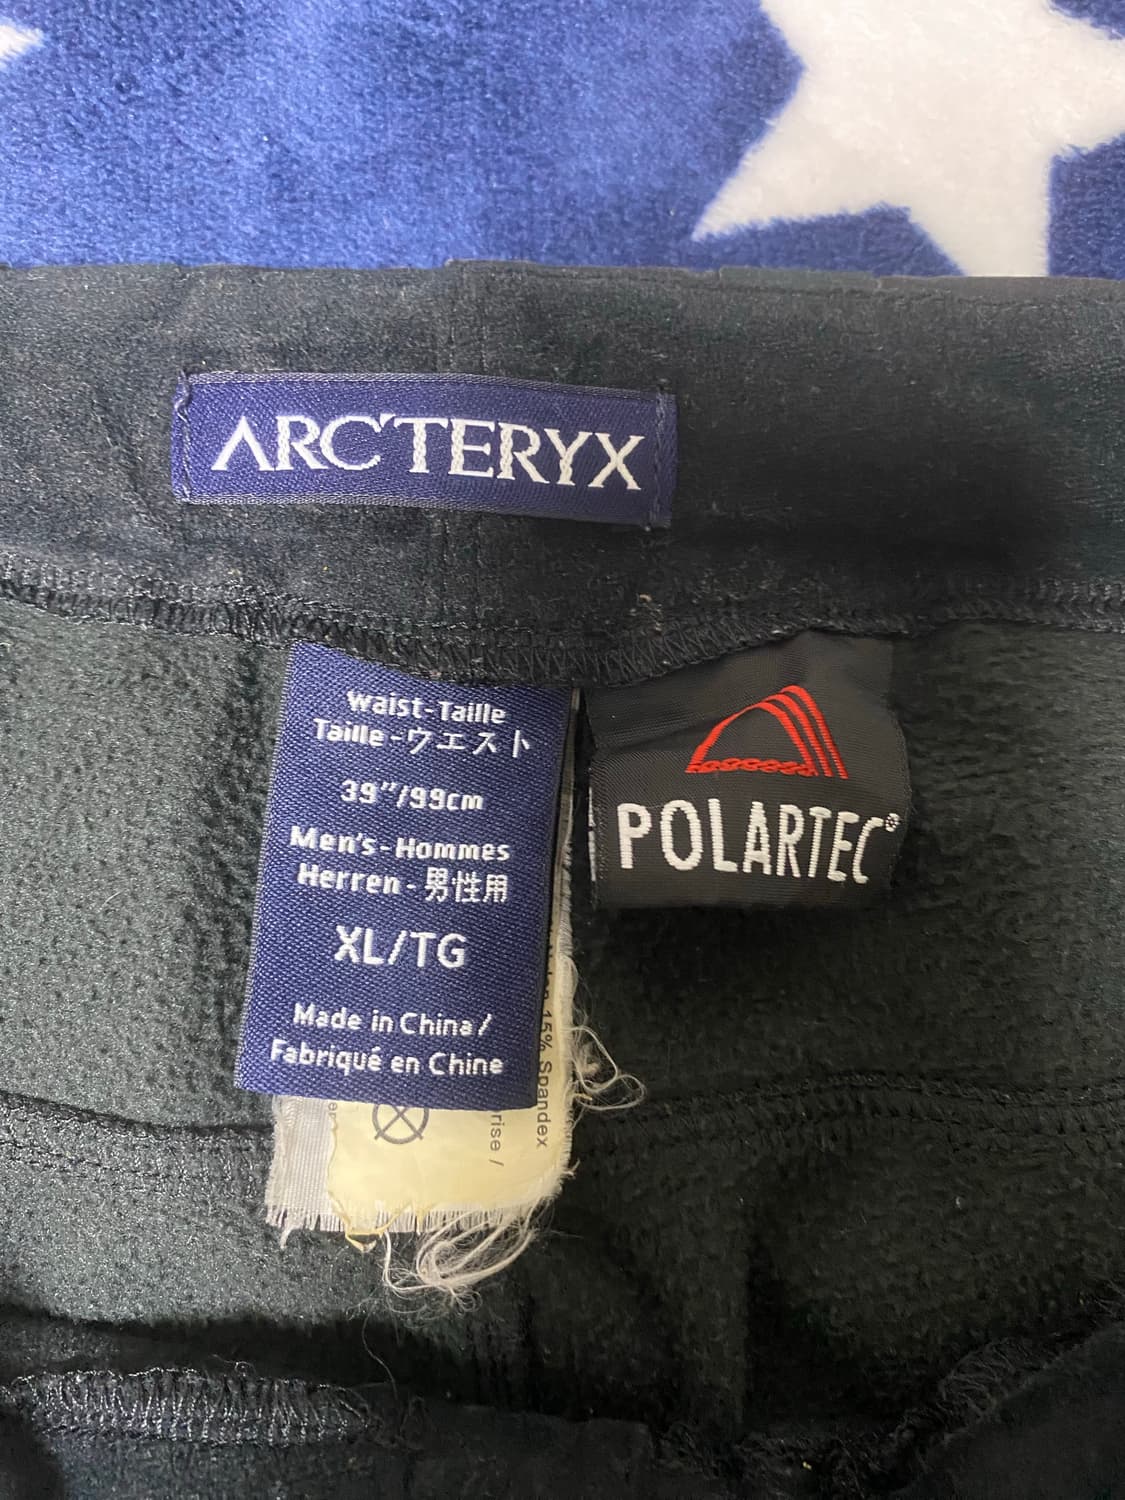 ARC'TERYX
Waist-Taille
Taille-ウエスト
39"/99cm
Men's-Hommes
Herren-男性用
XL/TG
Made in China/
Fabriqué en Chine
POLARTEC®
15% Spandex